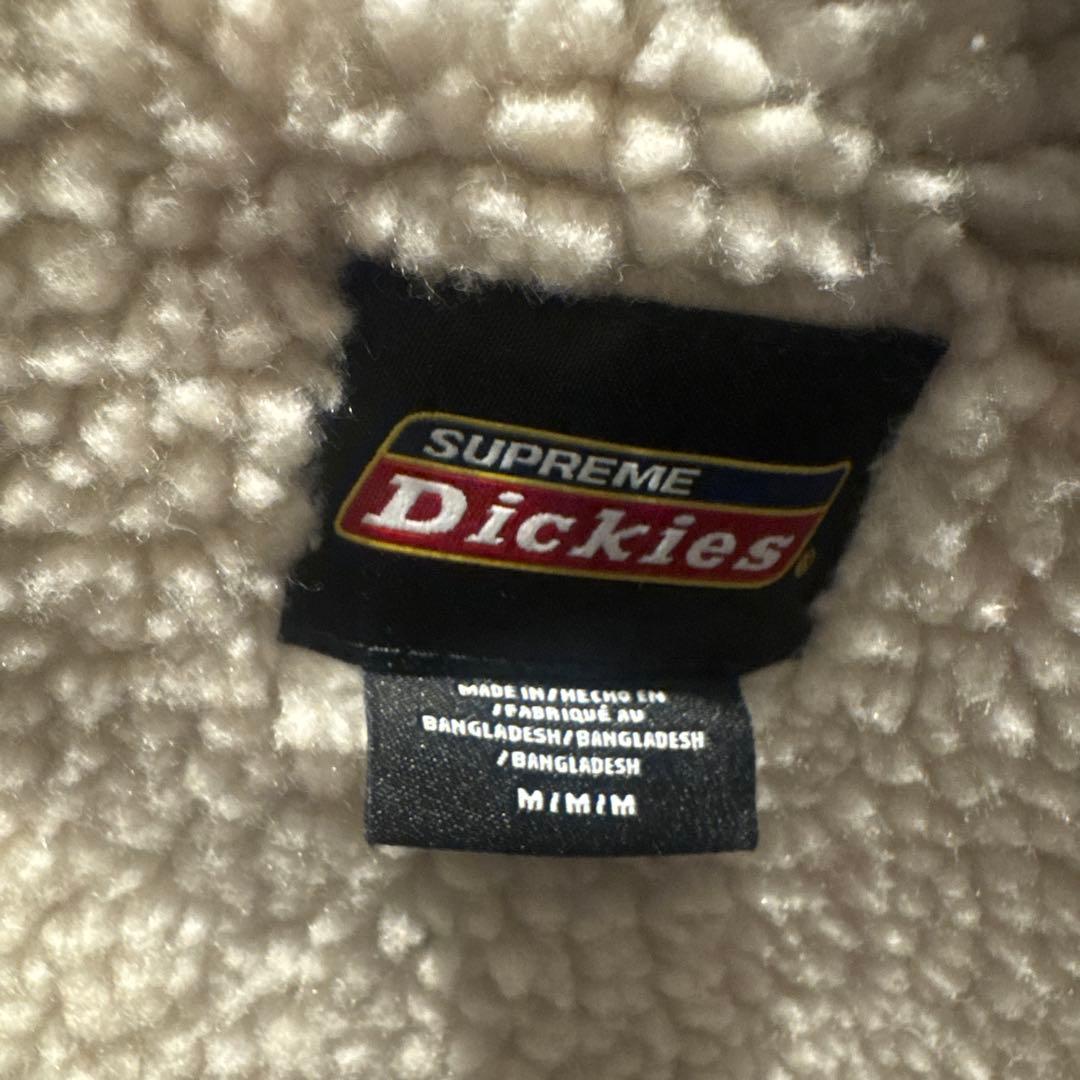 SUPREME
Dickies
MADE IN/HECHO EN
/FABRIQUÉ AU
BANGLADESH/BANGLADESH
/BANGLADESH
M/M/M